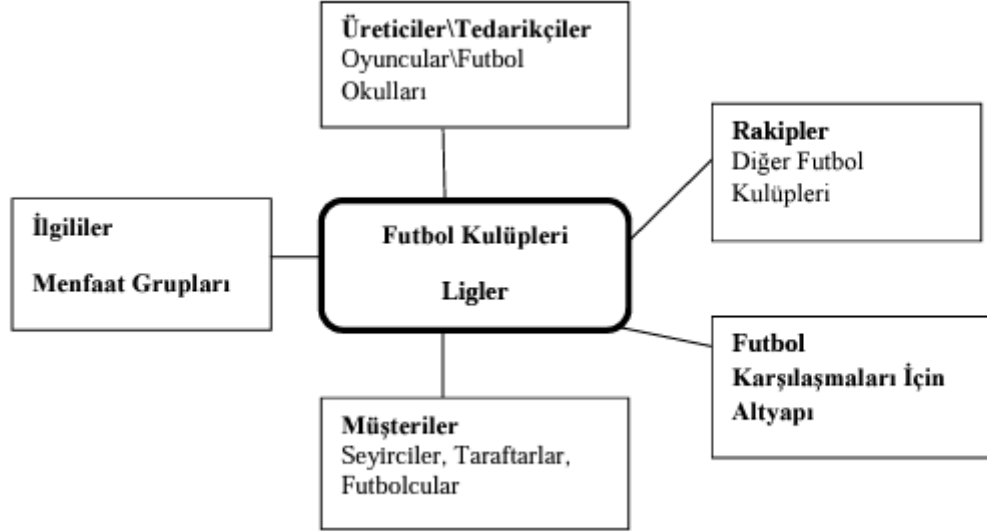 Üreticiler\Tedarikçiler
Oyuncular\Futbol
Okulları
Rakipler
Diğer Futbol
Kulüpleri
İlgililer
Menfaat Grupları
Futbol Kulüpleri
Ligler
Futbol
Karşılaşmaları İçin
Altyapı
Müşteriler
Seyirciler, Taraftarlar,
Futbolcular